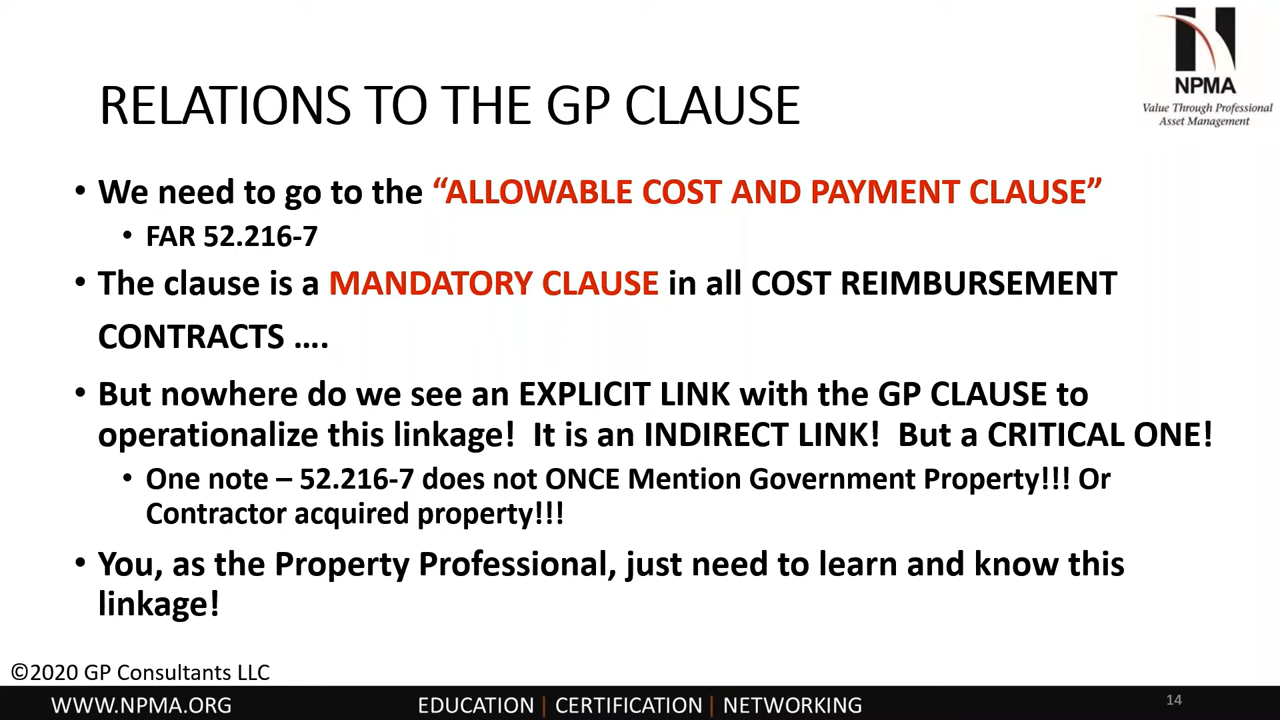 NPMA
Value Through Professional
Asset Management
RELATIONS TO THE GP CLAUSE
• We need to go to the “ALLOWABLE COST AND PAYMENT CLAUSE”
• FAR 52.216-7
• The clause is a MANDATORY CLAUSE in all COST REIMBURSEMENT
CONTRACTS ….
• But nowhere do we see an EXPLICIT LINK with the GP CLAUSE to
operationalize this linkage! It is an INDIRECT LINK! But a CRITICAL ONE!
• One note – 52.216-7 does not ONCE Mention Government Property!!! Or
Contractor acquired property!!!
• You, as the Property Professional, just need to learn and know this
linkage!
©2020 GP Consultants LLC
WWW.NPMA.ORG EDUCATION | CERTIFICATION | NETWORKING 14